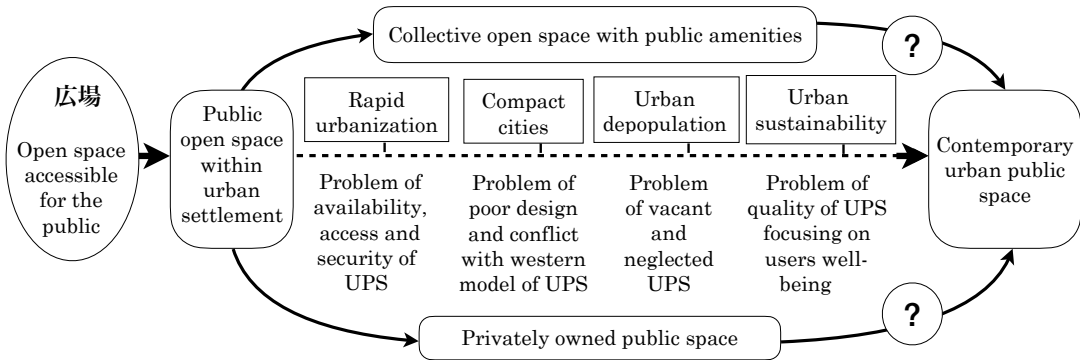 広場
Open space
accessible
for the
public
Public
open space
within
urban
settlement
Collective open space with public amenities
?
Rapid
urbanization
Compact
cities
Urban
depopulation
Urban
sustainability
Problem of
availability,
access and
security of
UPS
Problem of
poor design
and conflict
with western
model of UPS
Problem
of vacant
and
neglected
UPS
Problem of
quality of UPS
focusing on
users well-
being
Contemporary
urban public
space
Privately owned public space
?